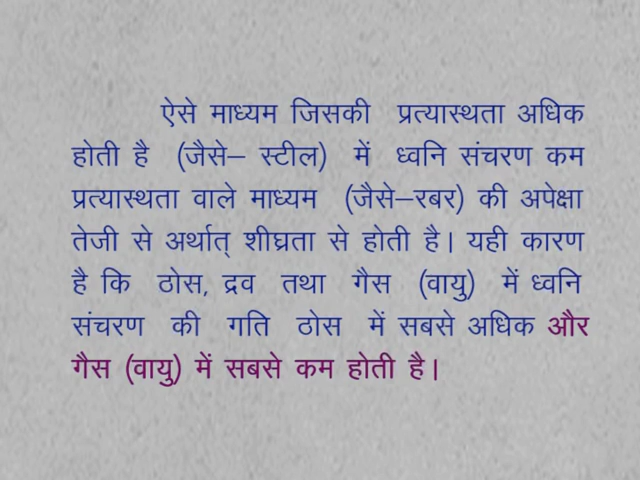 ऐसे माध्यम जिसकी प्रत्यास्थता अधिक
होती है (जैसे– स्टील) में ध्वनि संचरण कम
प्रत्यास्थता वाले माध्यम (जैसे–रबर) की अपेक्षा
तेजी से अर्थात् शीघ्रता से होती है। यही कारण
है कि ठोस, द्रव तथा गैस (वायु) में ध्वनि
संचरण की गति ठोस में सबसे अधिक और
गैस (वायु) में सबसे कम होती है।